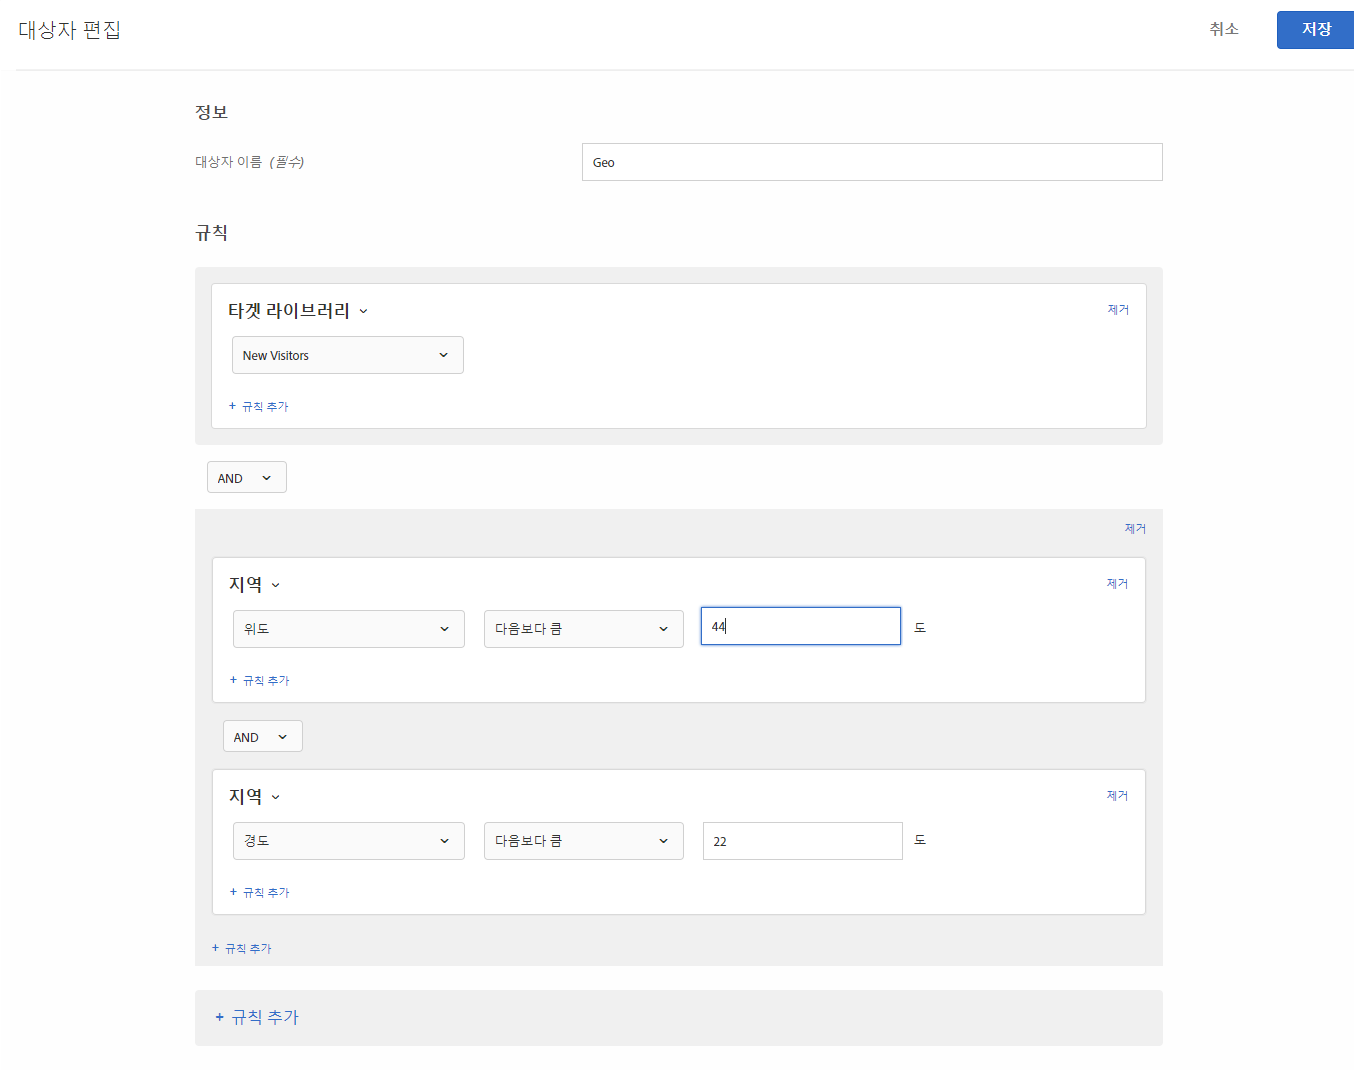 대상자 편집
취소
저장
정보
대상자 이름 (필수)
Geo
규칙
타겟 라이브러리
제거
New Visitors
+ 규칙 추가
AND
제거
지역
제거
위도
다음보다 큼
44
도
+ 규칙 추가
AND
지역
제거
경도
다음보다 큼
22
도
+ 규칙 추가
+ 규칙 추가
+ 규칙 추가